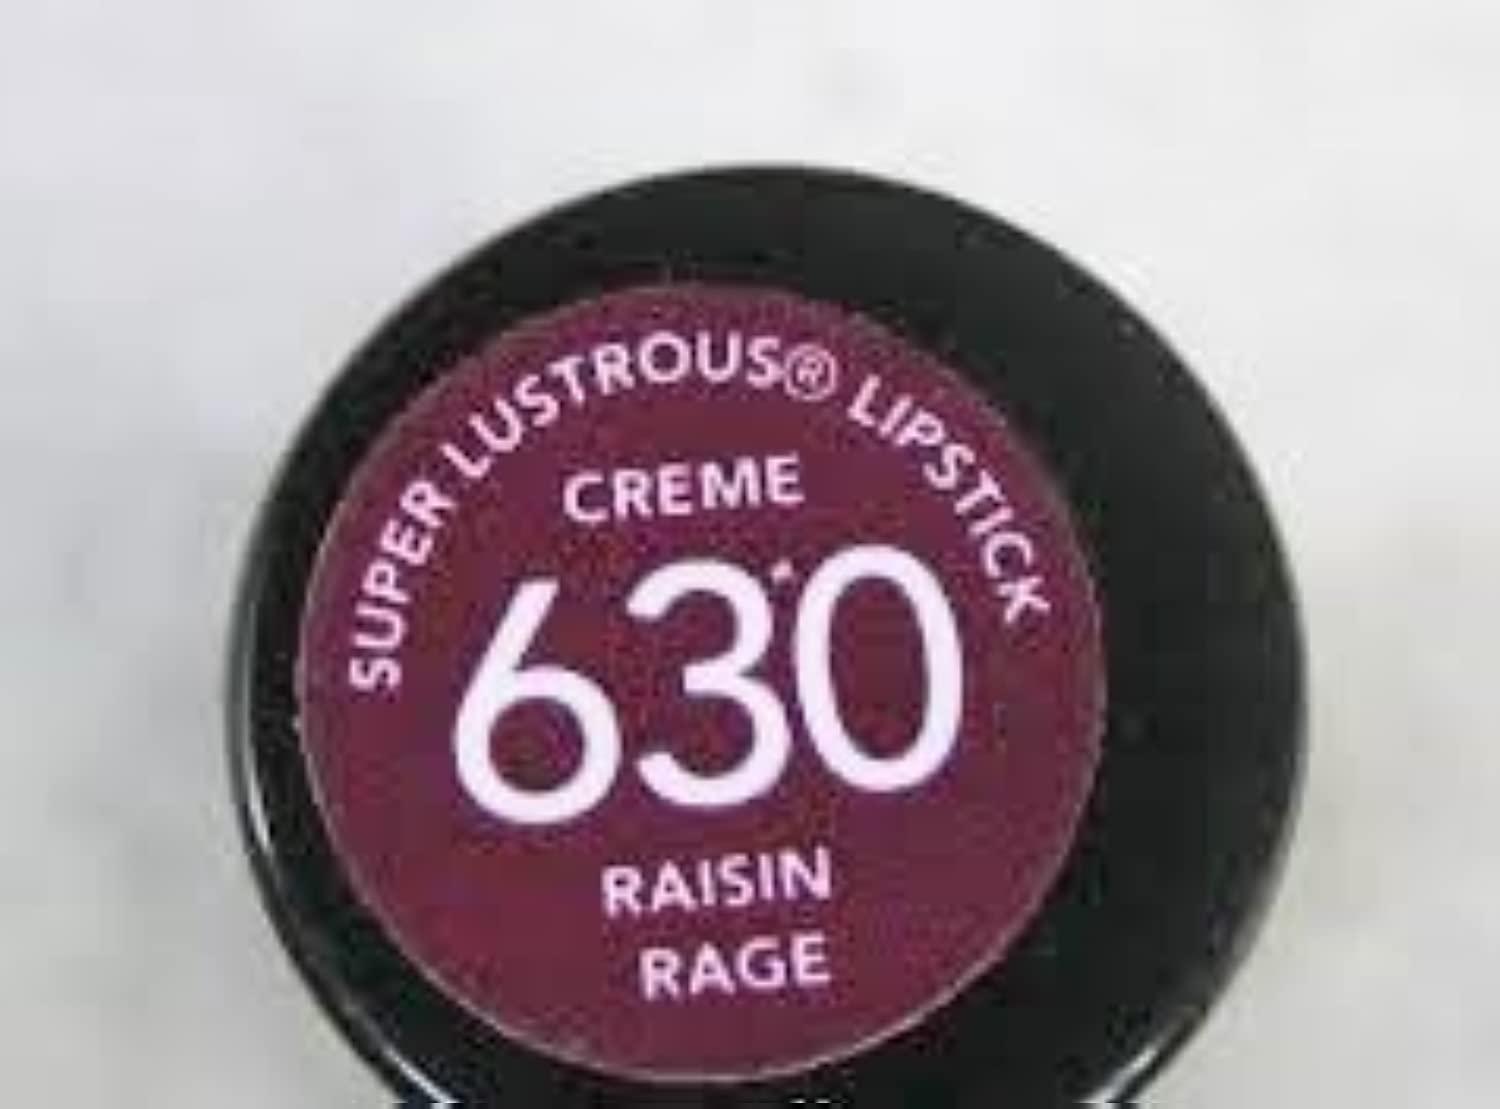 SUPER LUSTROUS® LIPSTICK
CREME
630
RAISIN
RAGE